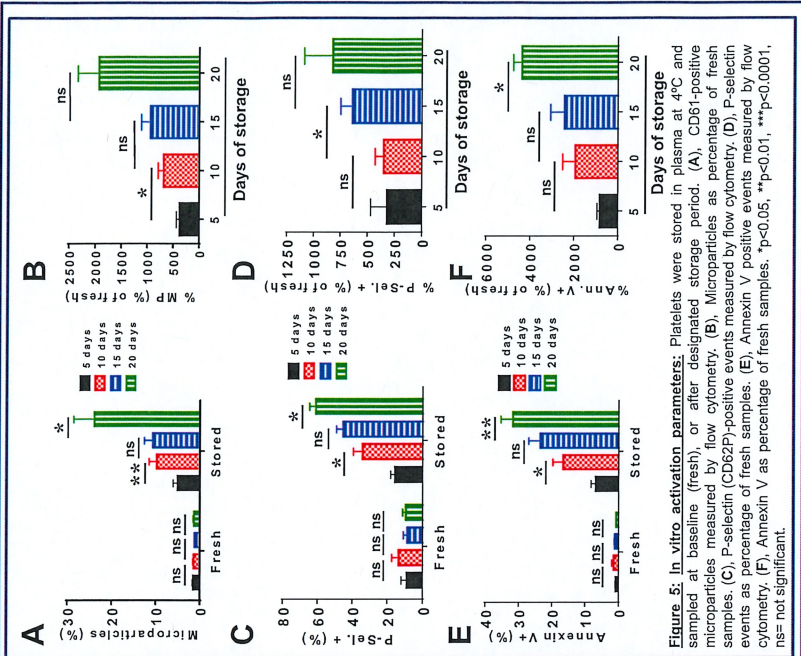 A
Microparticles (%)
30
20
10
0
ns ns ns
** ns *
Fresh Stored
5 days
10 days
15 days
20 days
B
% MP (% of fresh)
2500
2000
1500
1000
500
0
* ns ns
5 10 15 20
Days of storage
C
P-Sel. + (%)
80
60
40
20
0
ns ns ns
* ns *
Fresh Stored
5 days
10 days
15 days
20 days
D
% P-Sel. + (% of fresh)
1250
1000
750
500
250
0
ns * ns
5 10 15 20
Days of storage
E
Annexin V+ (%)
40
30
20
10
0
ns ns ns
* ns **
Fresh Stored
5 days
10 days
15 days
20 days
F
%Ann. V+ (% of fresh)
6000
4000
2000
0
ns ns *
5 10 15 20
Days of storage
Figure 5: In vitro activation parameters: Platelets were stored in plasma at 4ºC and
sampled at baseline (fresh), or after designated storage period. (A), CD61-positive
microparticles measured by flow cytometry. (B), Microparticles as percentage of fresh
samples. (C), P-selectin (CD62P)-positive events measured by flow cytometry. (D), P-selectin
events as percentage of fresh samples. (E), Annexin V positive events measured by flow
cytometry. (F), Annexin V as percentage of fresh samples. *p<0.05, **p<0.01, ***p<0.0001,
ns= not significant.